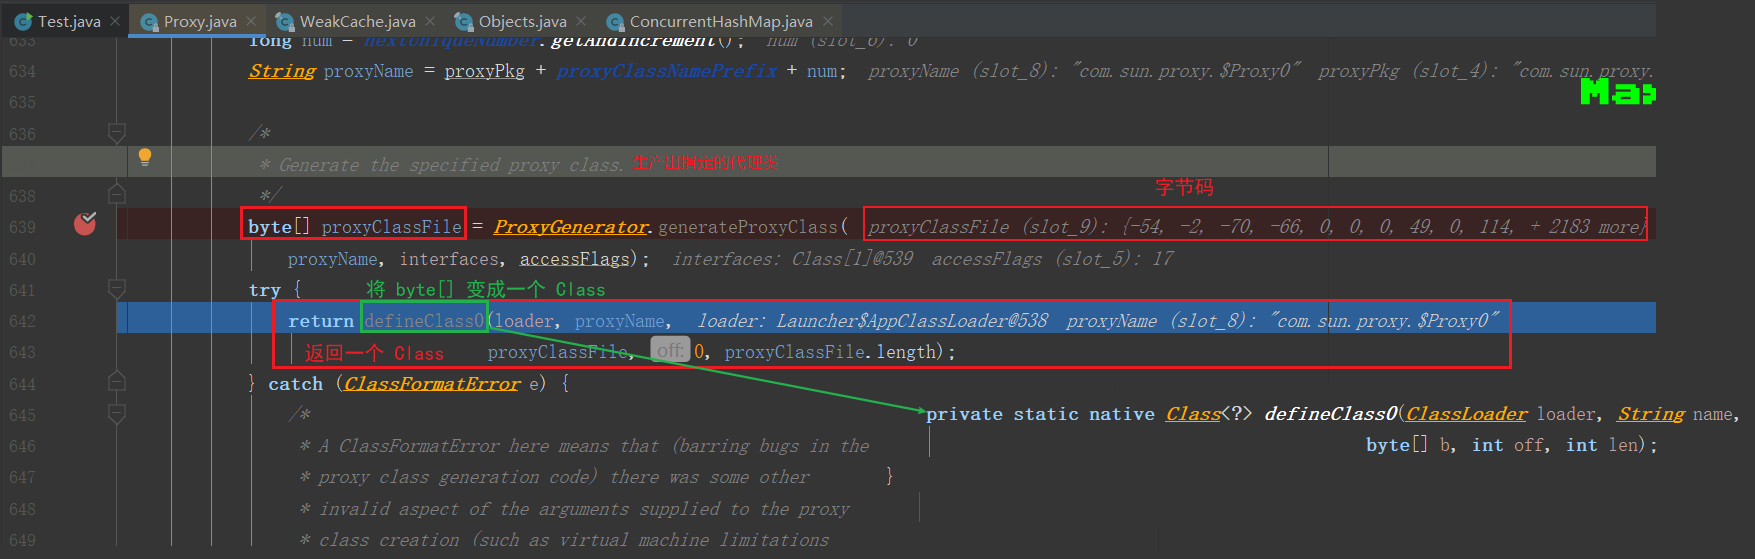 Test.java × Proxy.java × WeakCache.java × Objects.java × ConcurrentHashMap.java ×
633 long num = nextUniqueNumber.getAndIncrement(); num (slot_6): 0
634 String proxyName = proxyPkg + proxyClassNamePrefix + num; proxyName (slot_8): "com.sun.proxy.$Proxy0" proxyPkg (slot_4): "com.sun.proxy.
635
636 /*
* Generate the specified proxy class. 生产出指定的代理类
638 */
字节码
639 byte[] proxyClassFile = ProxyGenerator.generateProxyClass( proxyClassFile (slot_9): {-54, -2, -70, -66, 0, 0, 0, 49, 0, 114, + 2183 more}
640 proxyName, interfaces, accessFlags); interfaces: Class[1]@539 accessFlags (slot_5): 17
641 try { 将 byte[] 变成一个 Class
642 return defineClass0(loader, proxyName, loader: Launcher$AppClassLoader@538 proxyName (slot_8): "com.sun.proxy.$Proxy0"
643 返回一个 Class proxyClassFile, off: 0, proxyClassFile.length);
644 } catch (ClassFormatError e) {
645 /* private static native Class<?> defineClass0(ClassLoader loader, String name,
646 * A ClassFormatError here means that (barring bugs in the byte[] b, int off, int len);
647 * proxy class generation code) there was some other }
648 * invalid aspect of the arguments supplied to the proxy
649 * class creation (such as virtual machine limitations